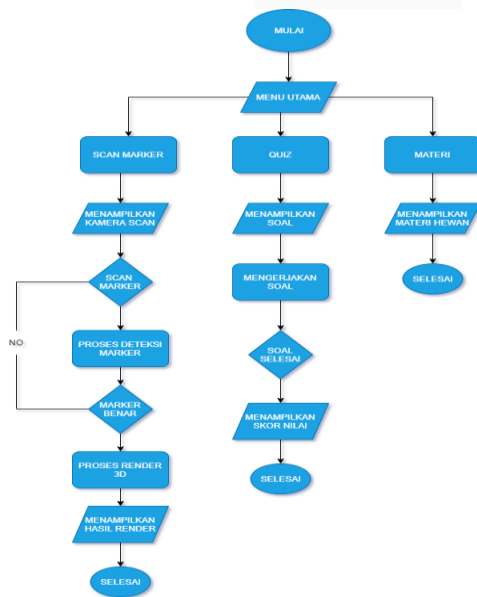 MULAI
MENU UTAMA
SCAN MARKER
QUIZ
MATERI
MENAMPILKAN
KAMERA SCAN
MENAMPILKAN
SOAL
MENAMPILKAN
MATERI HEWAN
SCAN
MARKER
MENGERJAKAN
SOAL
SELESAI
NO
PROSES DETEKSI
MARKER
SOAL
SELESAI
MARKER
BENAR
MENAMPILKAN
SKOR NILAI
PROSES RENDER
3D
SELESAI
MENAMPILKAN
HASIL RENDER
SELESAI